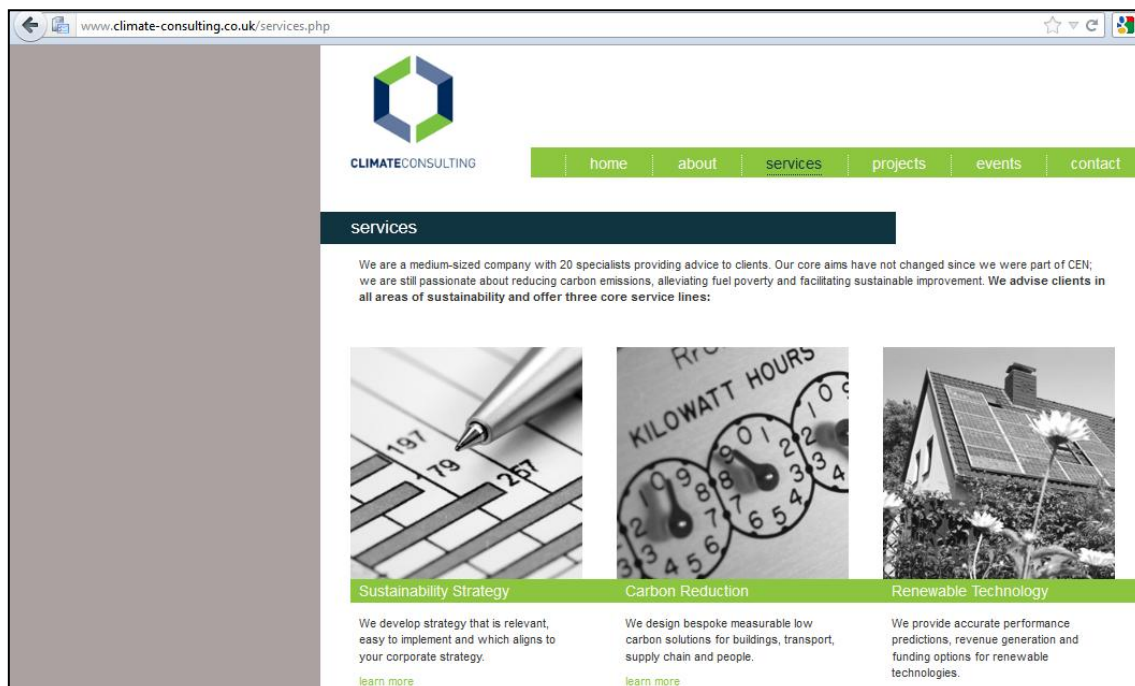 www.climate-consulting.co.uk/services.php
CLIMATECONSULTING
home about services projects events contact
services
We are a medium-sized company with 20 specialists providing advice to clients. Our core aims have not changed since we were part of CEN;
we are still passionate about reducing carbon emissions, alleviating fuel poverty and facilitating sustainable improvement. We advise clients in
all areas of sustainability and offer three core service lines:
197
79
257
KILOWATT HOURS
Sustainability Strategy
We develop strategy that is relevant,
easy to implement and which aligns to
your corporate strategy.
learn more
Carbon Reduction
We design bespoke measurable low
carbon solutions for buildings, transport,
supply chain and people.
learn more
Renewable Technology
We provide accurate performance
predictions, revenue generation and
funding options for renewable
technologies.